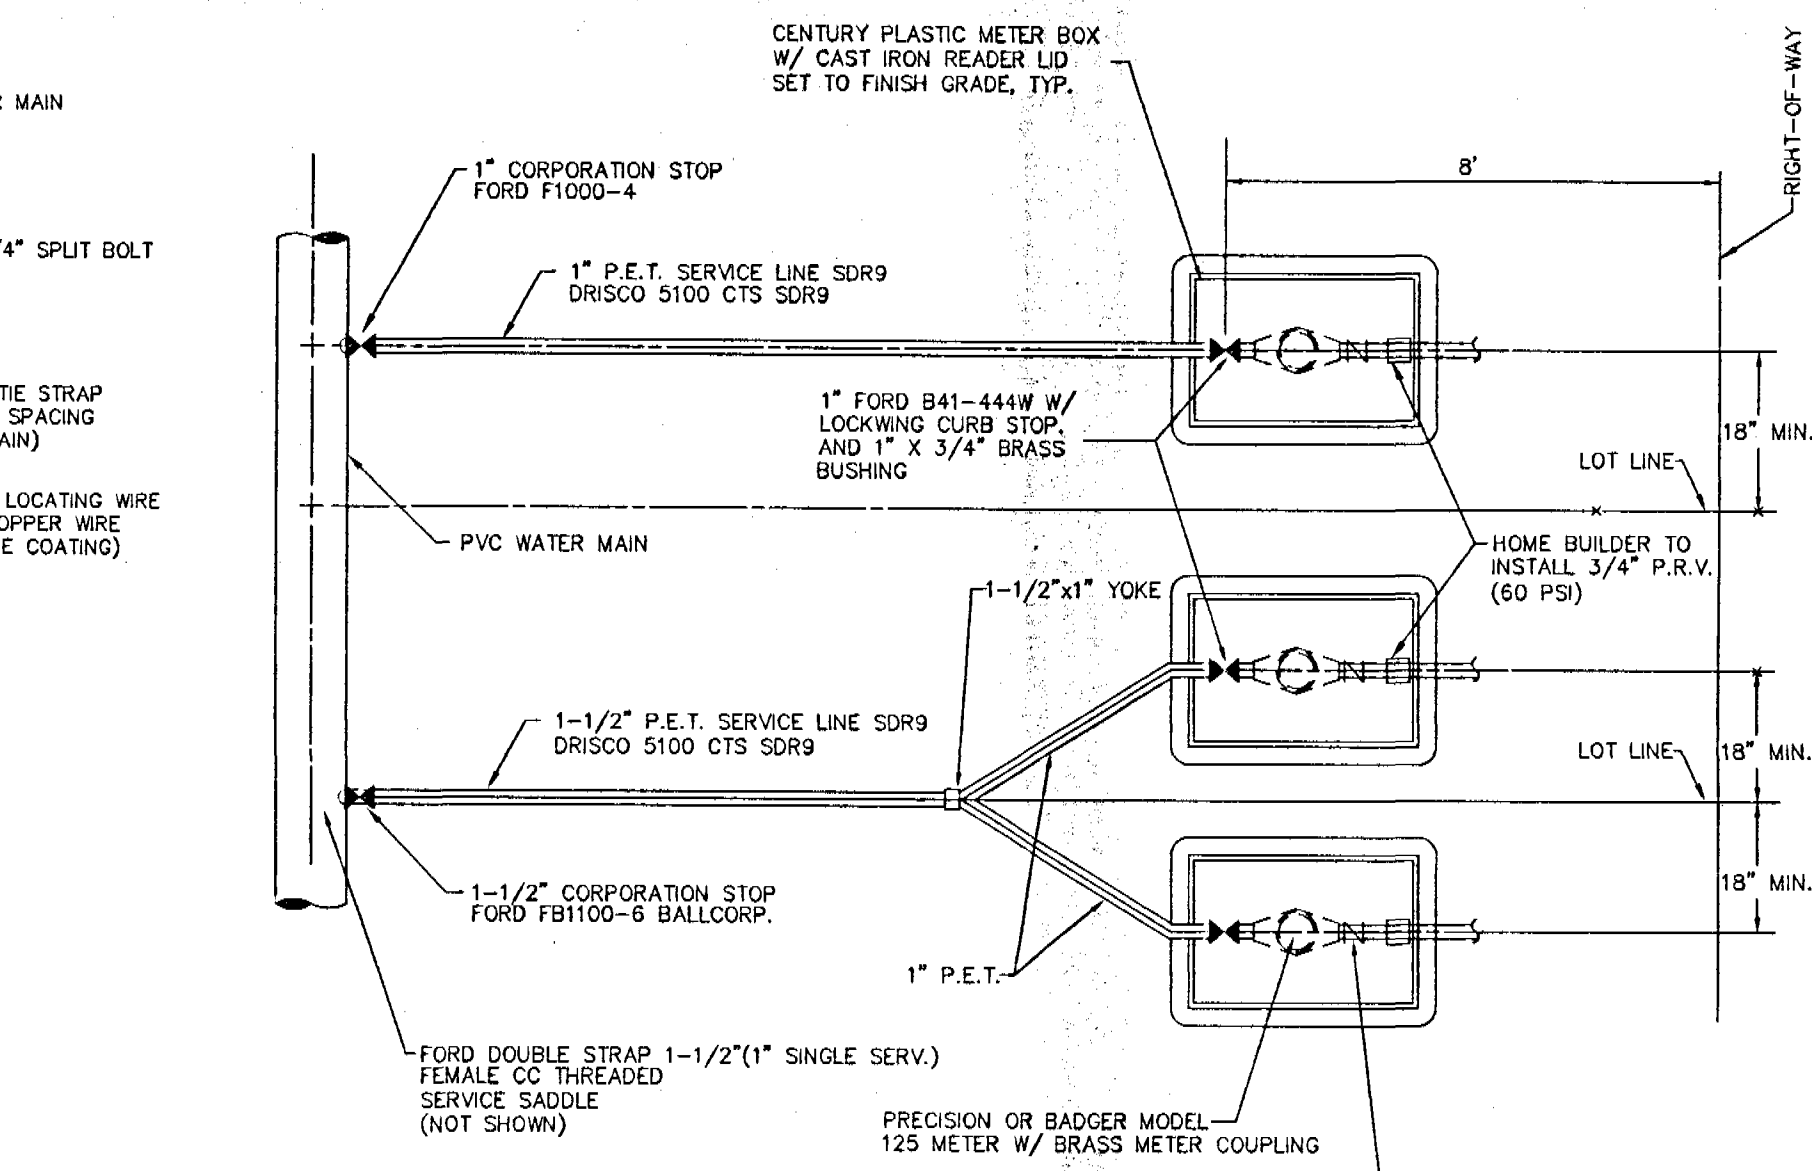 CENTURY PLASTIC METER BOX
W/ CAST IRON READER LID
SET TO FINISH GRADE, TYP.
RIGHT-OF-WAY
MAIN
1" CORPORATION STOP
FORD F1000-4
8'
/4" SPLIT BOLT
1" P.E.T. SERVICE LINE SDR9
DRISCO 5100 CTS SDR9
TIE STRAP
SPACING
AIN)
1" FORD B41-444W W/
LOCKWING CURB STOP,
AND 1" X 3/4" BRASS
BUSHING
18" MIN.
LOT LINE
LOCATING WIRE
OPPER WIRE
E COATING)
PVC WATER MAIN
HOME BUILDER TO
INSTALL 3/4" P.R.V.
(60 PSI)
1-1/2"x1" YOKE
1-1/2" P.E.T. SERVICE LINE SDR9
DRISCO 5100 CTS SDR9
LOT LINE
18" MIN.
18" MIN.
1-1/2" CORPORATION STOP
FORD FB1100-6 BALLCORP.
1" P.E.T.
FORD DOUBLE STRAP 1-1/2"(1" SINGLE SERV.)
FEMALE CC THREADED
SERVICE SADDLE
(NOT SHOWN)
PRECISION OR BADGER MODEL
125 METER W/ BRASS METER COUPLING